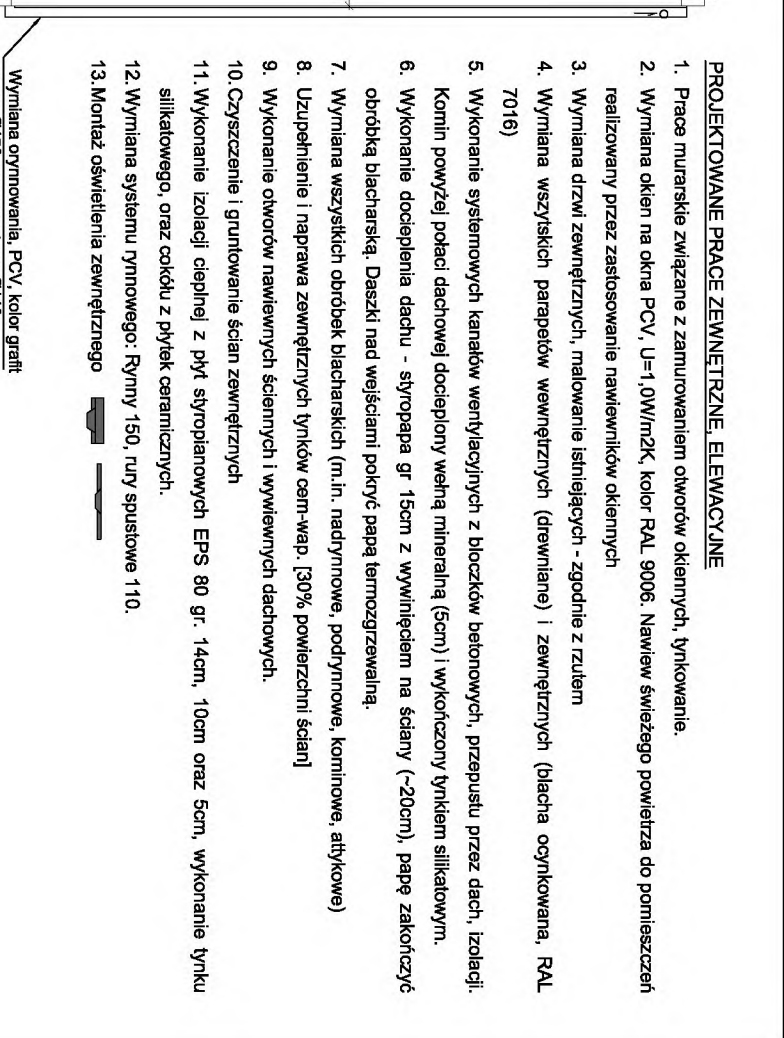 PROJEKTOWANE PRACE ZEWNĘTRZNE, ELEWACYJNE
1. Prace murarskie związane z zamurowaniem otworów okiennych, tynkowanie.
2. Wymiana okien na okna PCV, U=1,0W/m2K, kolor RAL 9006. Nawiew świeżego powietrza do pomieszczeń
realizowany przez zastosowanie nawiewników okiennych
3. Wymiana drzwi zewnętrznych, malowanie istniejących - zgodnie z rzutem
4. Wymiana wszytskich parapetów wewnętrznych (drewniane) i zewnętrznych (blacha ocynkowana, RAL
7016)
5. Wykonanie systemowych kanałów wentylacyjnych z bloczków betonowych, przepustu przez dach, izolacji.
Komin powyżej połaci dachowej docieplony wełną mineralną (5cm) i wykończony tynkiem silikatowym.
6. Wykonanie docieplenia dachu - styropapa gr 15cm z wywinięciem na ściany (~20cm), papę zakończyć
obróbką blacharską. Daszki nad wejściami pokryć papą termozgrzewalną.
7. Wymiana wszystkich obróbek blacharskich (m.in. nadrynnowe, podrynnowe, kominowe, attykowe)
8. Uzupełnienie i naprawa zewnętrznych tynków cem-wap. [30% powierzchni ścian]
9. Wykonanie otworów nawiewnych ściennych i wywiewnych dachowych.
10.Czyszczenie i gruntowanie ścian zewnętrznych
11.Wykonanie izolacji cieplnej z płyt styropianowych EPS 80 gr. 14cm, 10cm oraz 5cm, wykonanie tynku
silikatowego, oraz cokółu z płytek ceramicznych.
12.Wymiana systemu rynnowego: Rynny 150, rury spustowe 110.
13.Montaż oświetlenia zewnętrznego
Wymiana orynnowania, PCV, kolor grafit